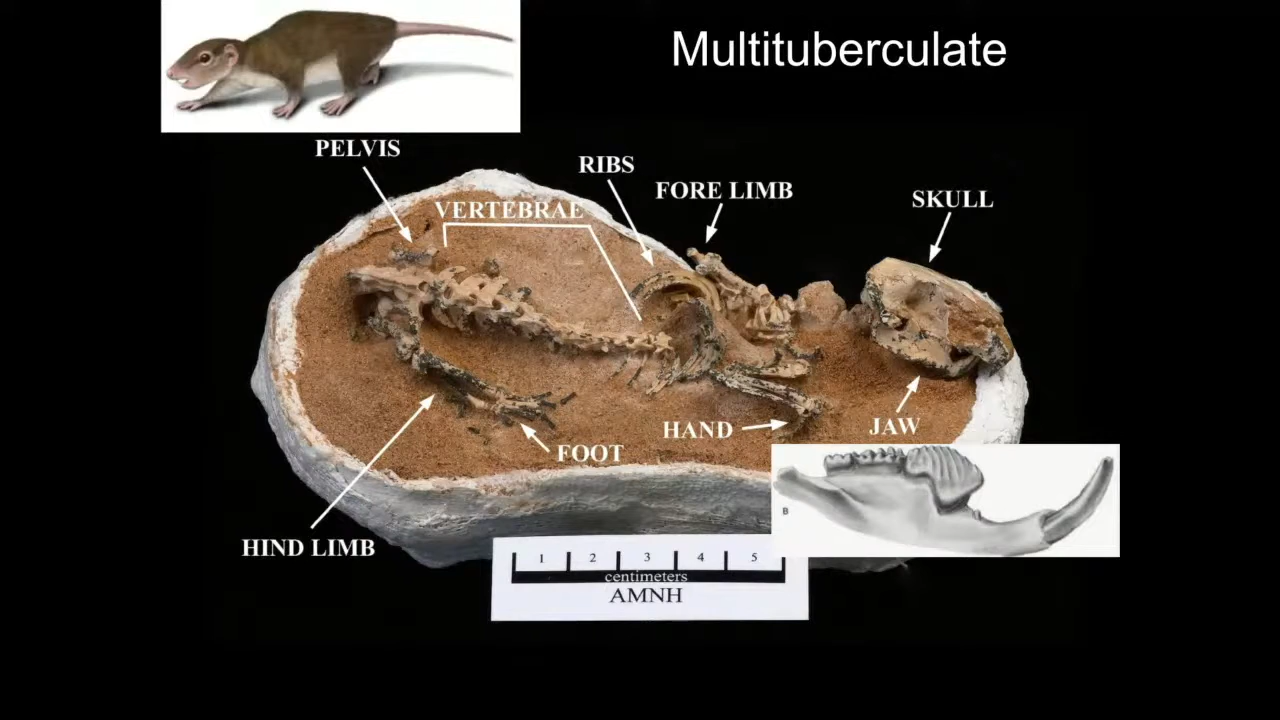 Multituberculate
PELVIS
RIBS
VERTEBRAE
FORE LIMB
SKULL
HAND
JAW
FOOT
B
HIND LIMB
1 2 3 4 5
centimeters
AMNH